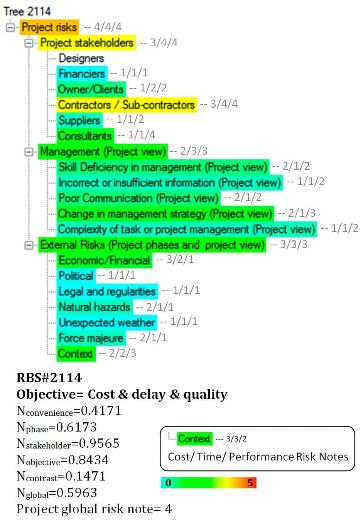 Tree 2114
Project risks -- 4/4/4
Project stakeholders -- 3/4/4
Designers
Financiers -- 1/1/1
Owner/Clients -- 1/2/2
Contractors / Sub-contractors -- 3/4/4
Suppliers -- 1/1/2
Consultants -- 1/1/4
Management (Project view) -- 2/3/3
Skill Deficiency in management (Project view) -- 2/1/2
Incorrect or insufficient information (Project view) -- 1/1/2
Poor Communication (Project view) -- 2/1/2
Change in management strategy (Project view) -- 2/1/3
Complexity of task or project management (Project view) -- 1/1/2
External Risks (Project phases and project view) -- 3/3/3
Economic/Financial -- 3/2/1
Political -- 1/1/1
Legal and regularities -- 1/1/1
Natural hazards -- 2/1/1
Unexpected weather -- 1/1/1
Force majeure -- 2/1/1
Context -- 2/2/3
RBS#2114
Objective= Cost & delay & quality
Nconvenience=0.4171
Nphase=0.6173
Nstakeholder=0.9565
Nobjective=0.8434
Ncontrast=0.1471
Nglobal=0.5963
Project global risk note= 4
Context -- 3/3/2
Cost/ Time/ Performance Risk Notes
0 5